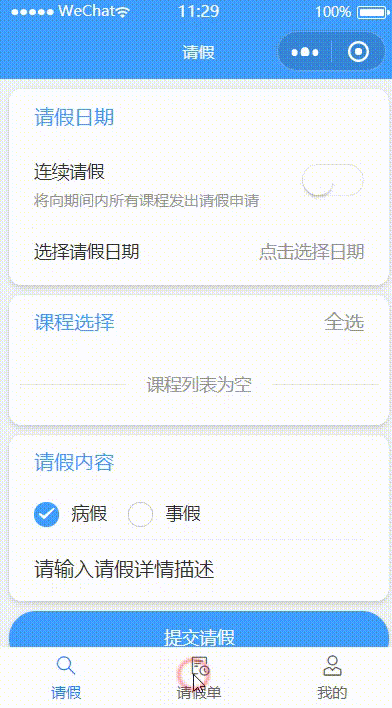 WeChat 11:29 100%
请假
请假日期
连续请假
将向期间内所有课程发出请假申请
选择请假日期 点击选择日期
课程选择 全选
课程列表为空
请假内容
病假 事假
请输入请假详情描述
提交请假
请假 请假单 我的